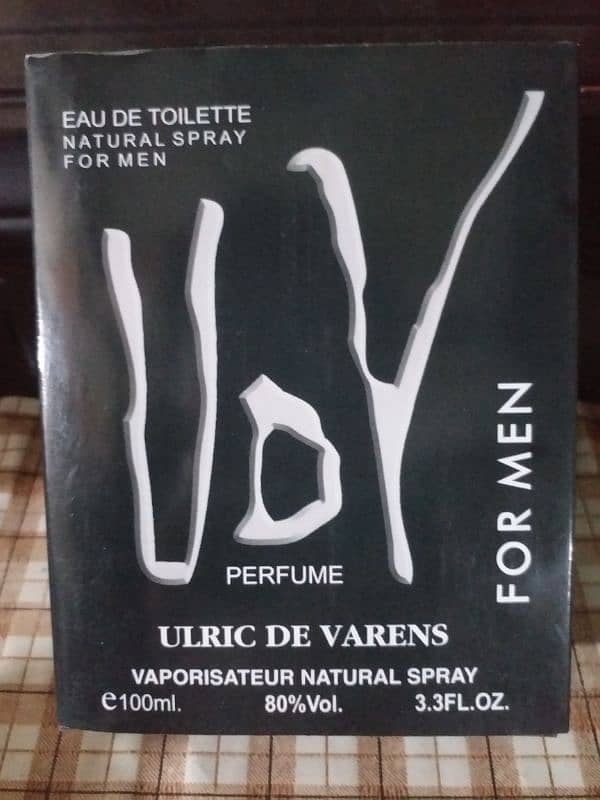 EAU DE TOILETTE
NATURAL SPRAY
FOR MEN
UDV
FOR MEN
PERFUME
ULRIC DE VARENS
VAPORISATEUR NATURAL SPRAY
e100ml. 80%Vol. 3.3FL.OZ.